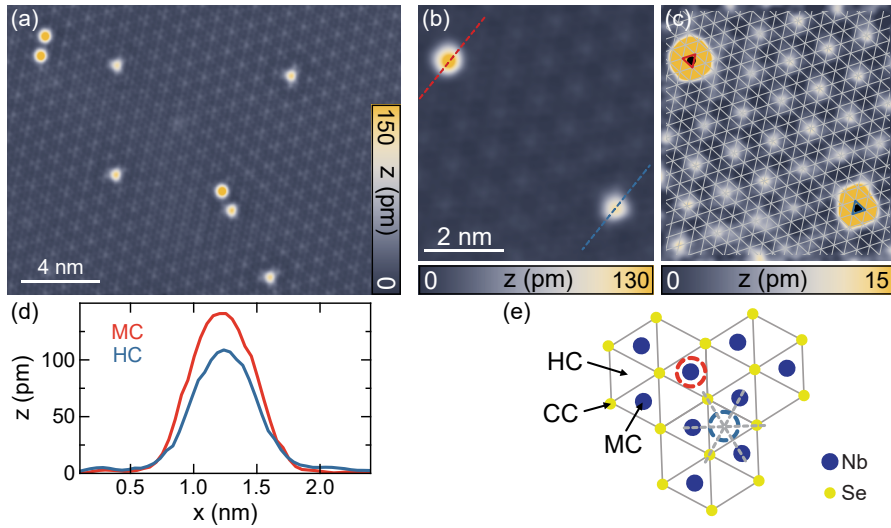 (a)
4 nm
0 z (pm) 150
(b)
2 nm
0 z (pm) 130
(c)
0 z (pm) 15
(d)
MC
HC
z (pm)
100
50
0
0.5 1.0 1.5 2.0
x (nm)
(e)
HC
CC
MC
Nb
Se